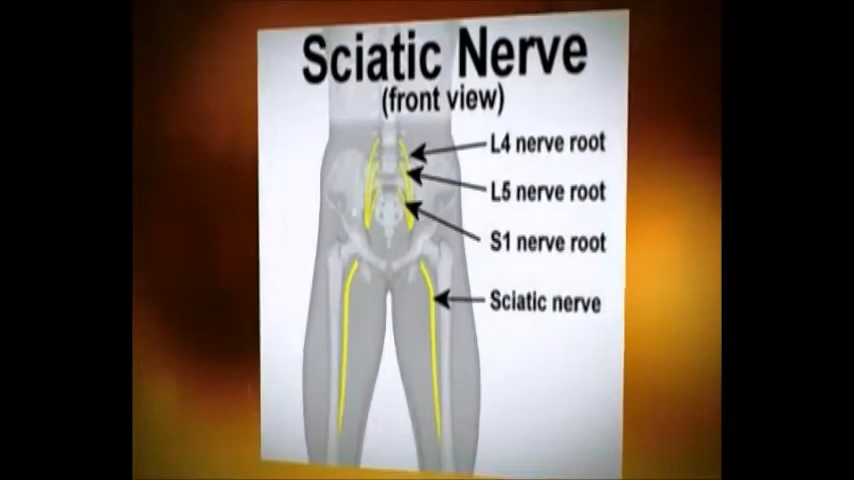 Sciatic Nerve
(front view)
L4 nerve root
L5 nerve root
S1 nerve root
Sciatic nerve